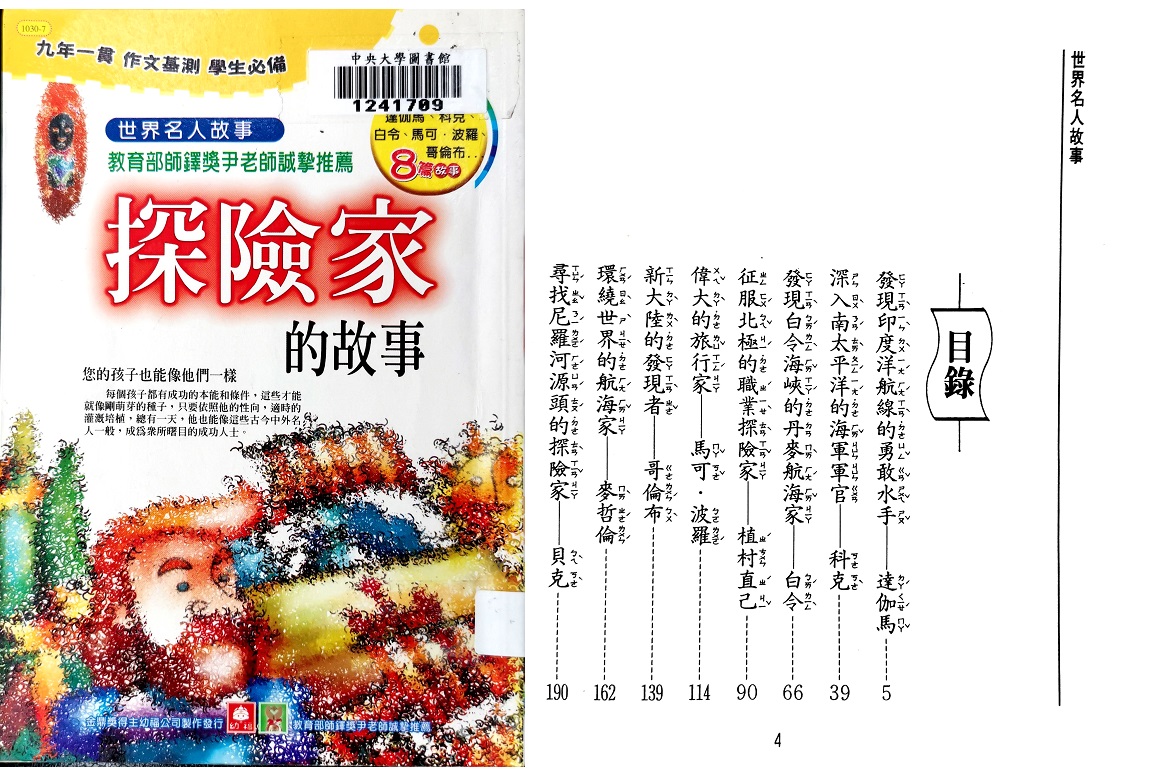 1030-7
九年一貫 作文基測 學生必備
中央大學圖書館
1241709
達伽馬、科克、
白令、馬可·波羅、
哥倫布...
8篇故事
世界名人故事
教育部師鐸獎尹老師誠摯推薦
探險家
的故事
您的孩子也能像他們一樣
每個孩子都有成功的本能和條件,這些才能
就像剛萌芽的種子,只要依照他的性向,適時的
灌溉培植,總有一天,他也能像這些古今中外名
人一般,成爲衆所矚目的成功人士。
金鼎獎得主幼福公司製作發行
幼福
教育部師鐸獎尹老師誠摯推薦
世界名人故事
目錄
發現印度洋航線的勇敢水手——達伽馬 5
深入南太平洋的海軍軍官——科克 39
發現白令海峽的丹麥航海家——白令 66
征服北極的職業探險家——植村直己 90
偉大的旅行家——馬可·波羅 114
新大陸的發現者——哥倫布 139
環繞世界的航海家——麥哲倫 162
尋找尼羅河源頭的探險家——貝克 190
4